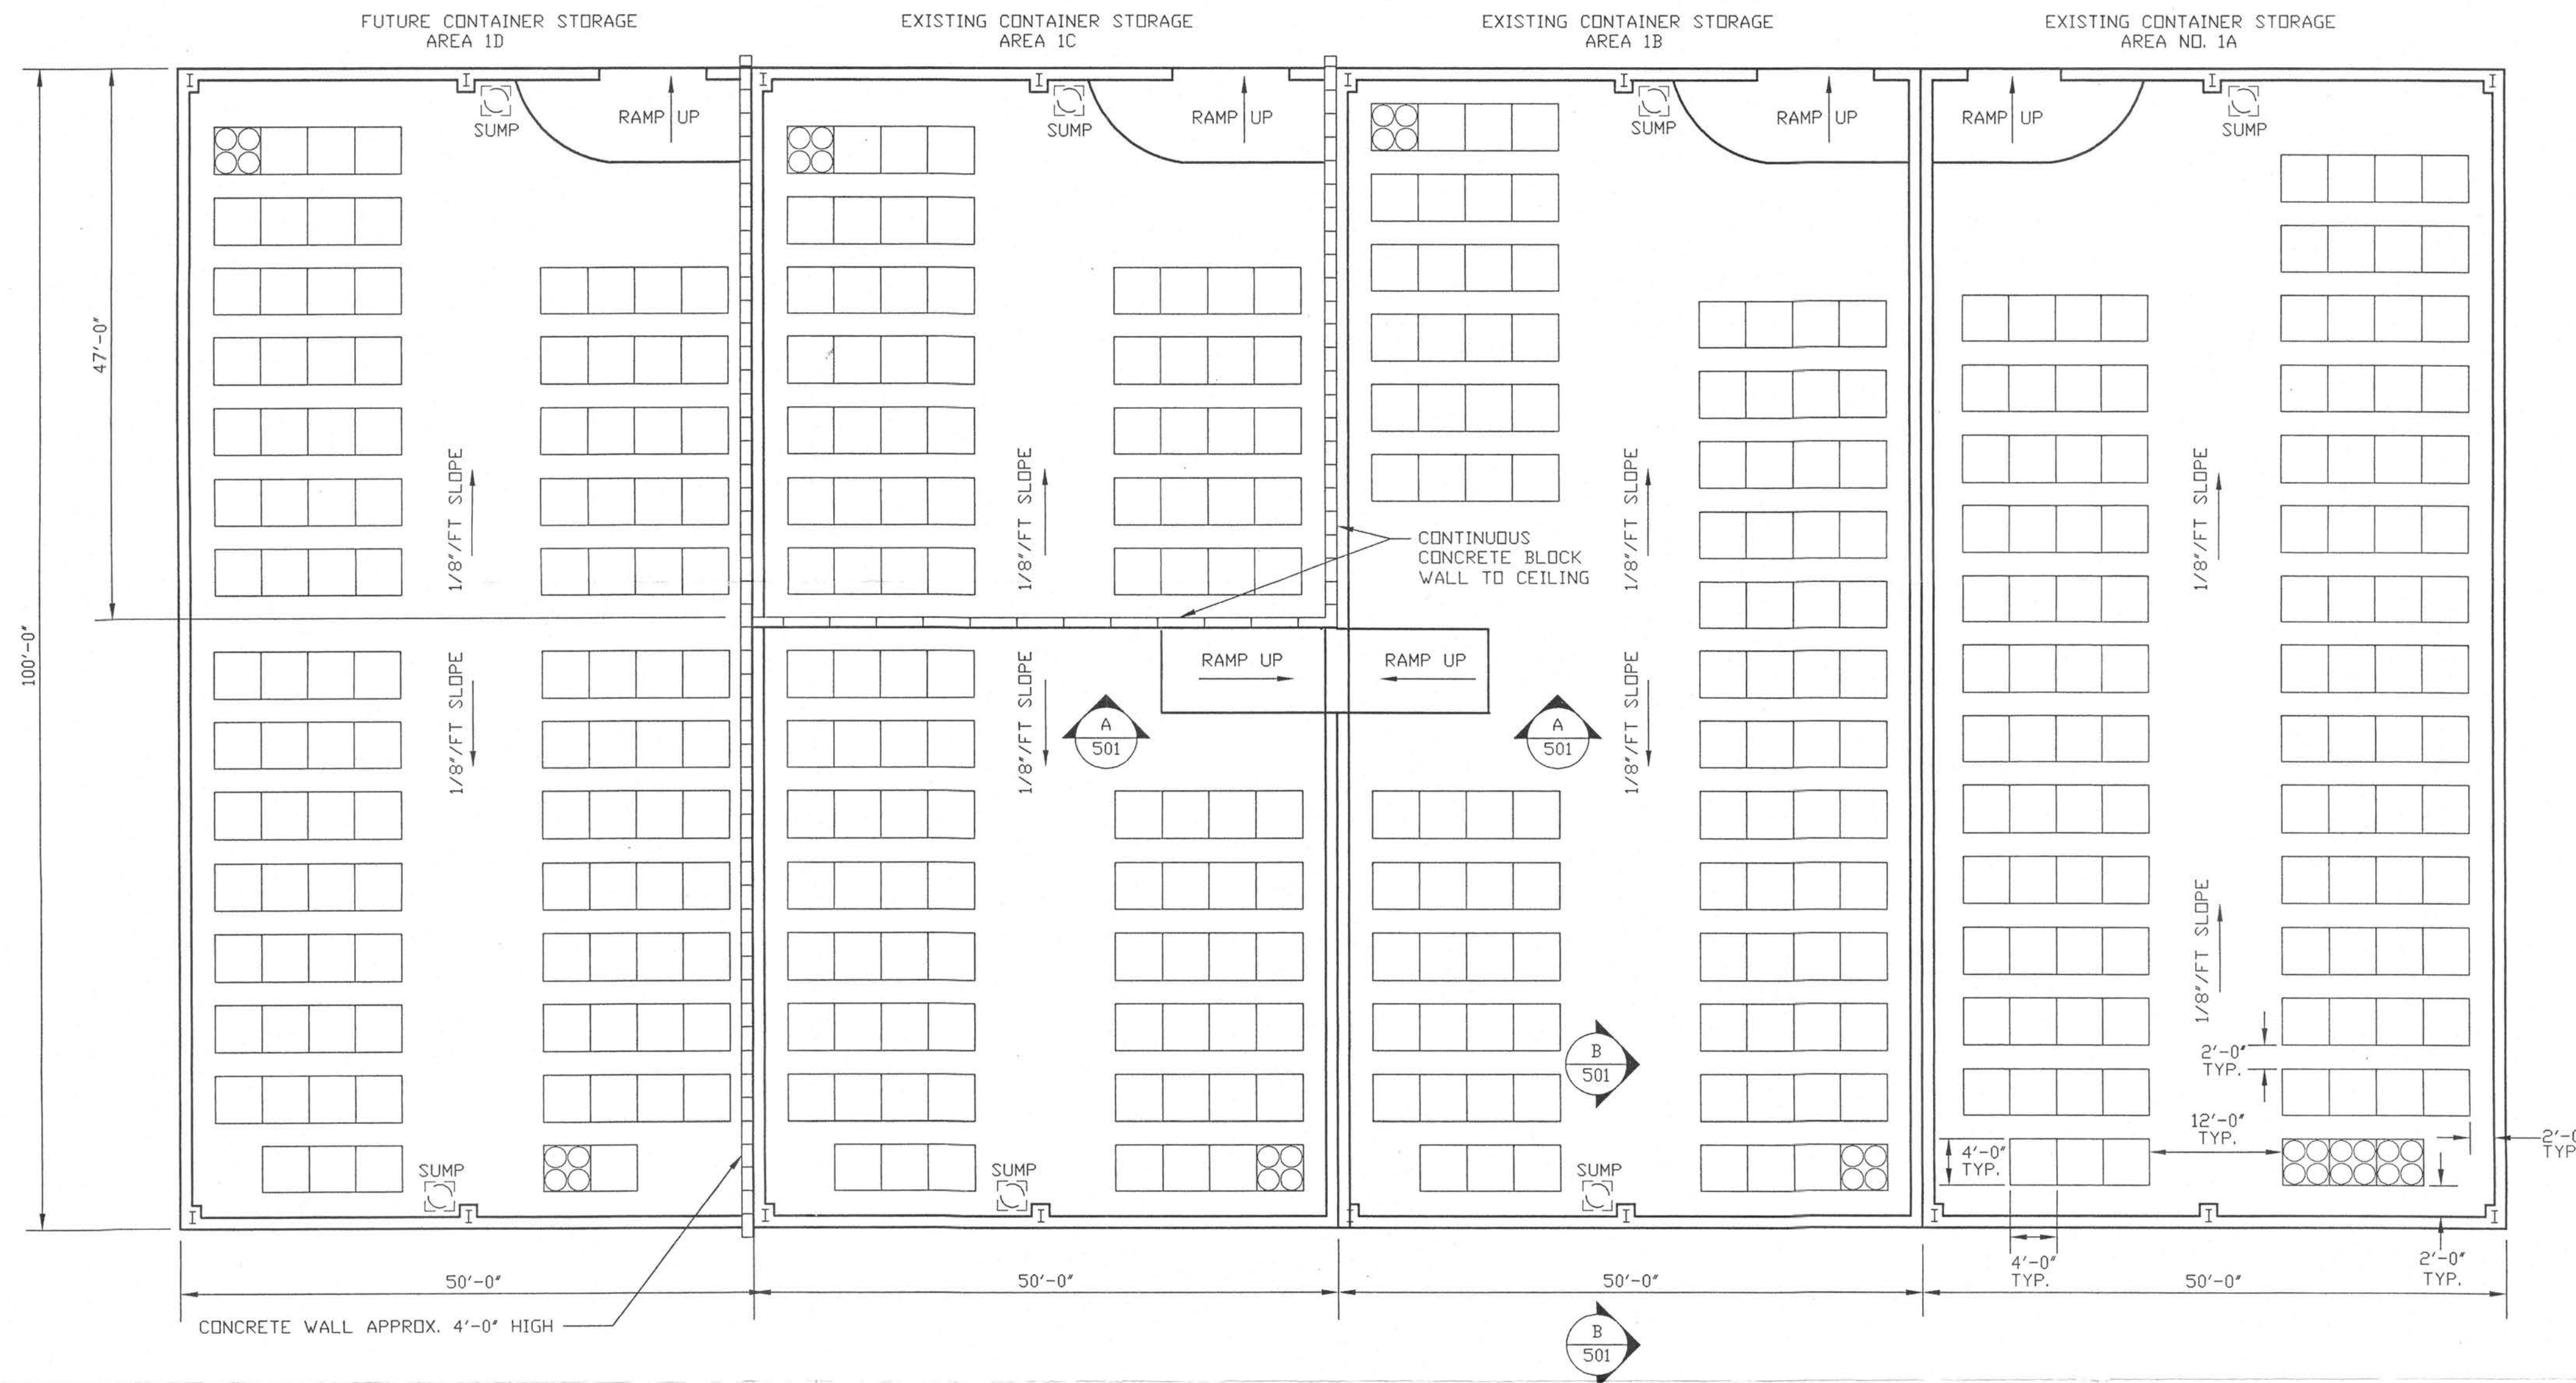 FUTURE CONTAINER STORAGE
AREA 1D
EXISTING CONTAINER STORAGE
AREA 1C
EXISTING CONTAINER STORAGE
AREA 1B
EXISTING CONTAINER STORAGE
AREA NO. 1A
I
I
I
I
I
I
I
I
I
SUMP
RAMP UP
SUMP
RAMP UP
SUMP
RAMP UP
RAMP UP
SUMP
47'-0"
100'-0"
1/8"/FT SLOPE
1/8"/FT SLOPE
1/8"/FT SLOPE
1/8"/FT SLOPE
CONTINUOUS
CONCRETE BLOCK
WALL TO CEILING
RAMP UP
RAMP UP
1/8"/FT SLOPE
1/8"/FT SLOPE
1/8"/FT SLOPE
A
501
A
501
1/8"/FT SLOPE
B
501
2'-0"
TYP.
12'-0"
TYP.
4'-0"
TYP.
SUMP
SUMP
SUMP
I
I
I
I
I
I
I
I
I
4'-0"
TYP.
2'-0"
TYP.
50'-0"
50'-0"
50'-0"
50'-0"
CONCRETE WALL APPROX. 4'-0" HIGH
B
501